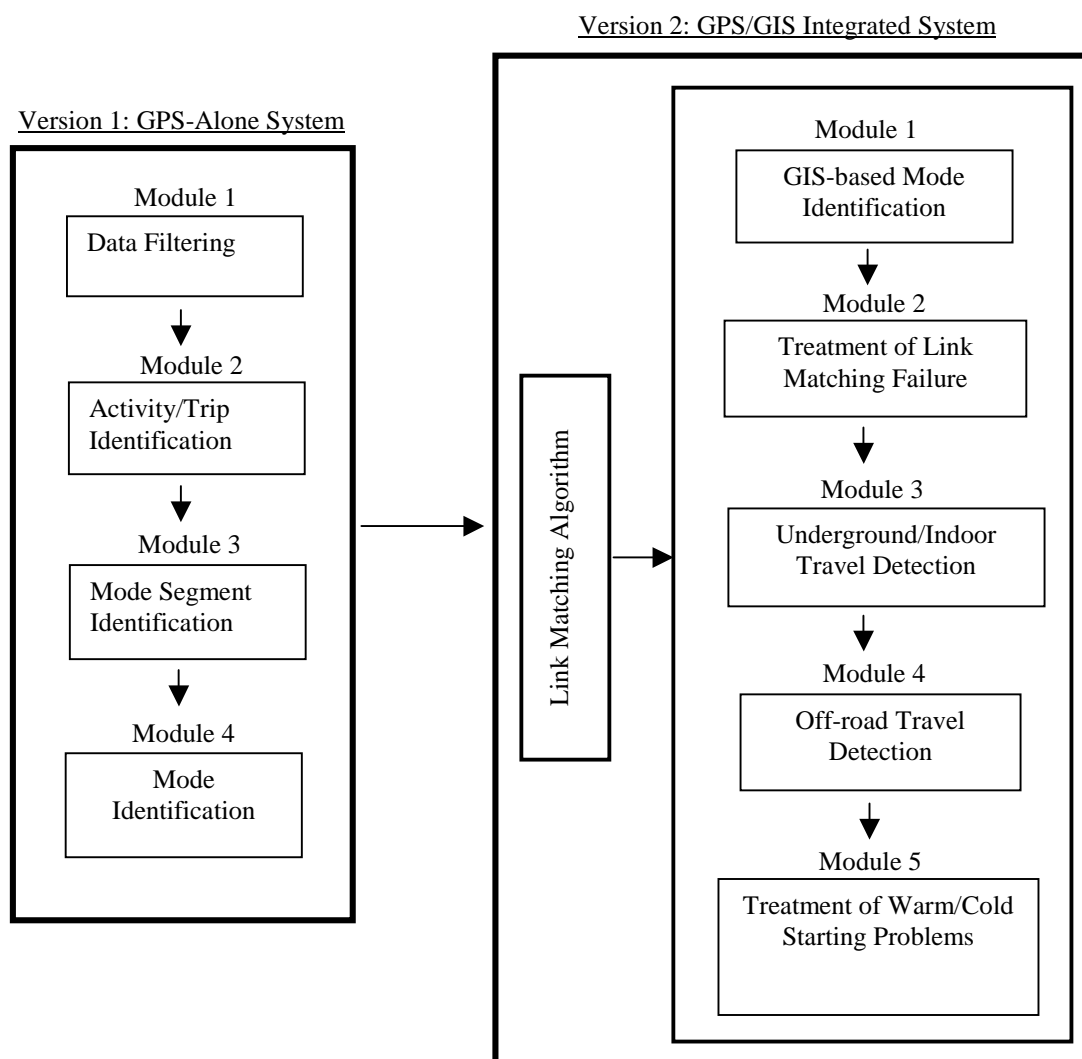 Version 2: GPS/GIS Integrated System
Version 1: GPS-Alone System
Module 1
Data Filtering
Module 2
Activity/Trip
Identification
Module 3
Mode Segment
Identification
Module 4
Mode
Identification
Link Matching Algorithm
Module 1
GIS-based Mode
Identification
Module 2
Treatment of Link
Matching Failure
Module 3
Underground/Indoor
Travel Detection
Module 4
Off-road Travel
Detection
Module 5
Treatment of Warm/Cold
Starting Problems